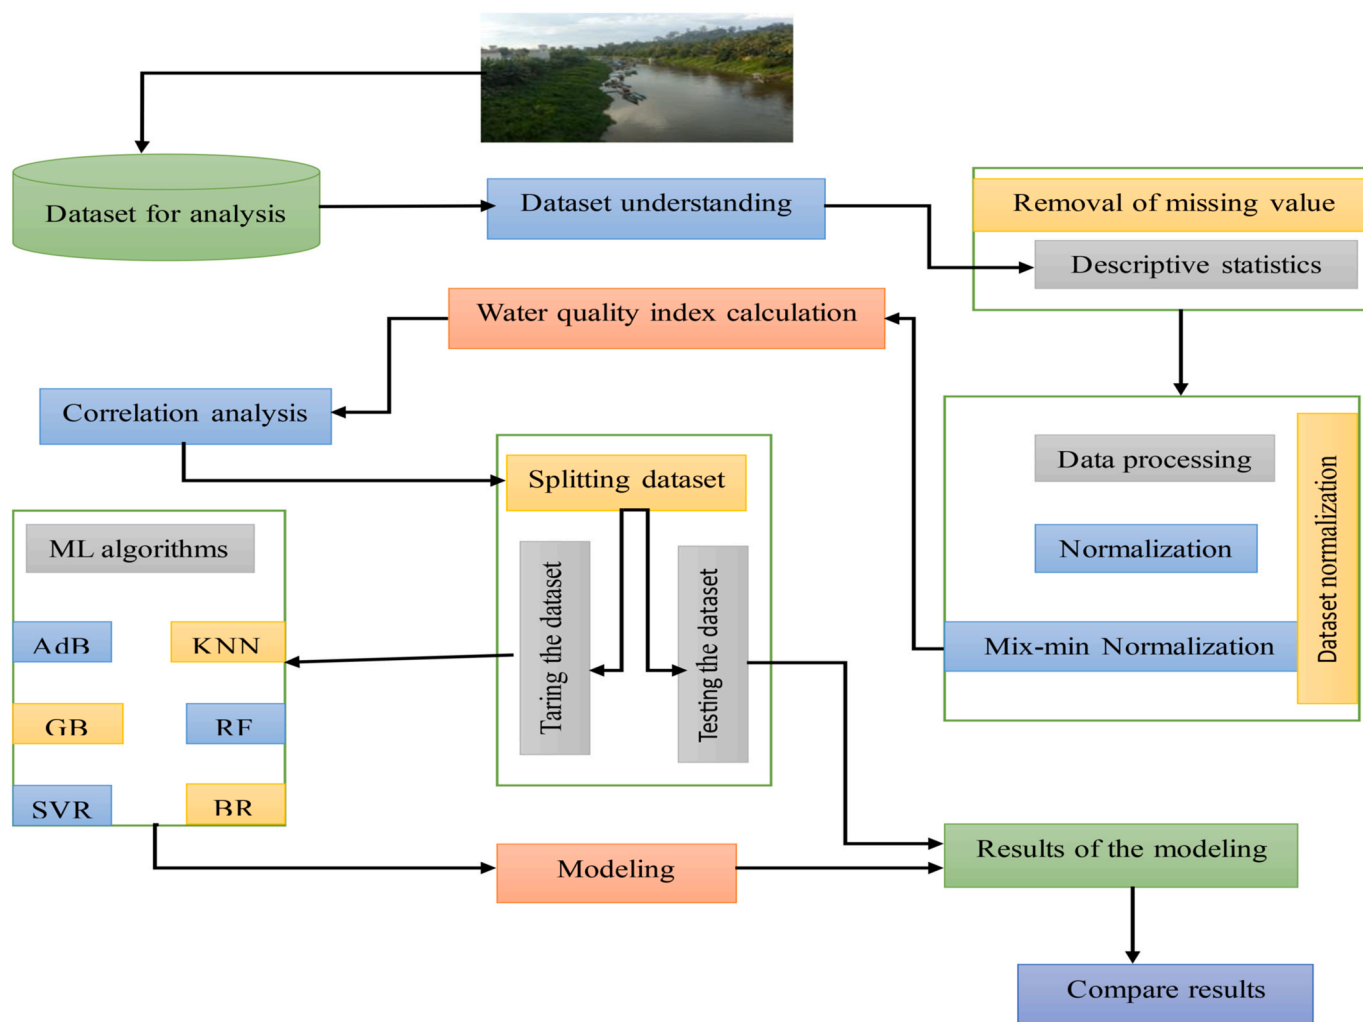 Dataset for analysis
Dataset understanding
Removal of missing value
Descriptive statistics
Water quality index calculation
Correlation analysis
Data processing
Normalization
Mix-min Normalization
Dataset normalization
Splitting dataset
Taring the dataset
Testing the dataset
ML algorithms
AdB
KNN
GB
RF
SVR
BR
Modeling
Results of the modeling
Compare results